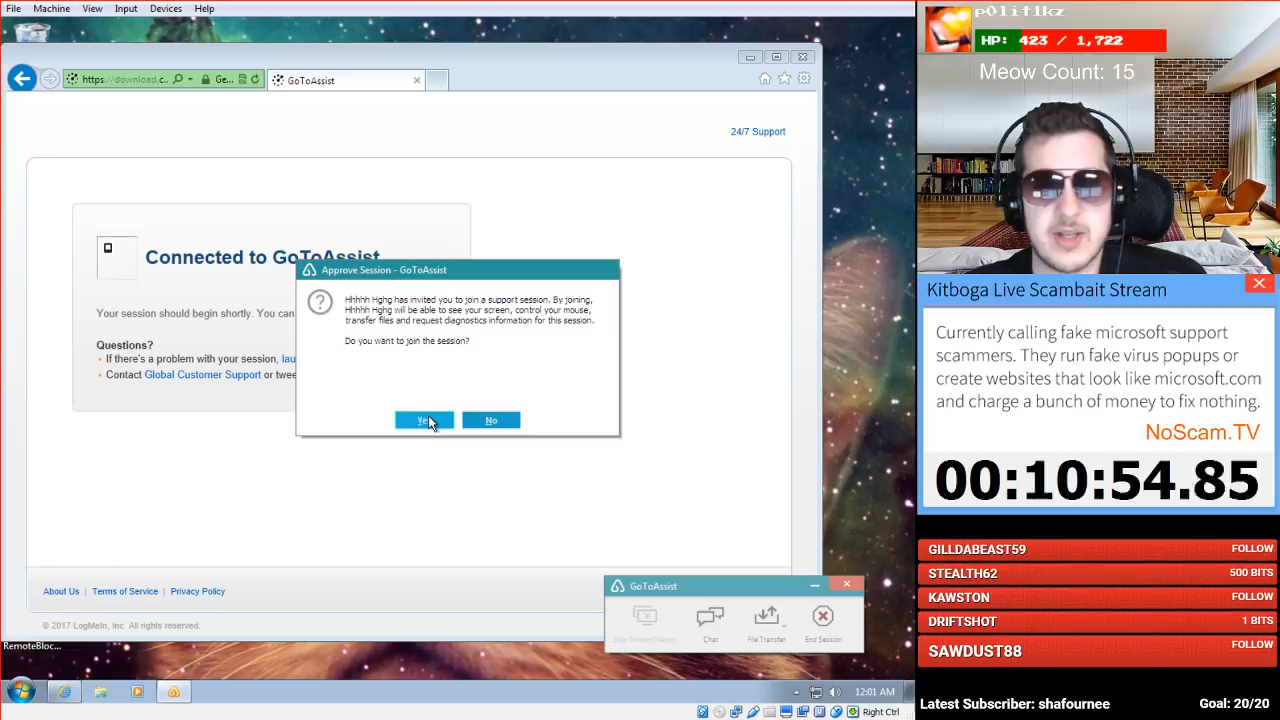 File Machine View Input Devices Help
https://download.c... Ge... GoToAssist
24/7 Support
Connected to GoToAssist
Your session should begin shortly. You can
Questions?
If there's a problem with your session, lau
Contact Global Customer Support or twee
Approve Session - GoToAssist
Hhhhh Hghg has invited you to join a support session. By joining,
Hhhhh Hghg will be able to see your screen, control your mouse,
transfer files and request diagnostics information for this session.
Do you want to join the session?
Yes No
GoToAssist
Chat File Transfer End Session
About Us | Terms of Service | Privacy Policy
© 2017 LogMeIn, Inc. All rights reserved.
RemoteBloc...
12:01 AM
Right Ctrl
p0lit1kz
HP: 423 / 1,722
Meow Count: 15
Kitboga Live Scambait Stream
Currently calling fake microsoft support
scammers. They run fake virus popups or
create websites that look like microsoft.com
and charge a bunch of money to fix nothing.
NoScam.TV
00:10:54.85
GILLDABEAST59 FOLLOW
STEALTH62 500 BITS
KAWSTON FOLLOW
DRIFTSHOT 1 BITS
SAWDUST88 FOLLOW
Latest Subscriber: shafournee Goal: 20/20